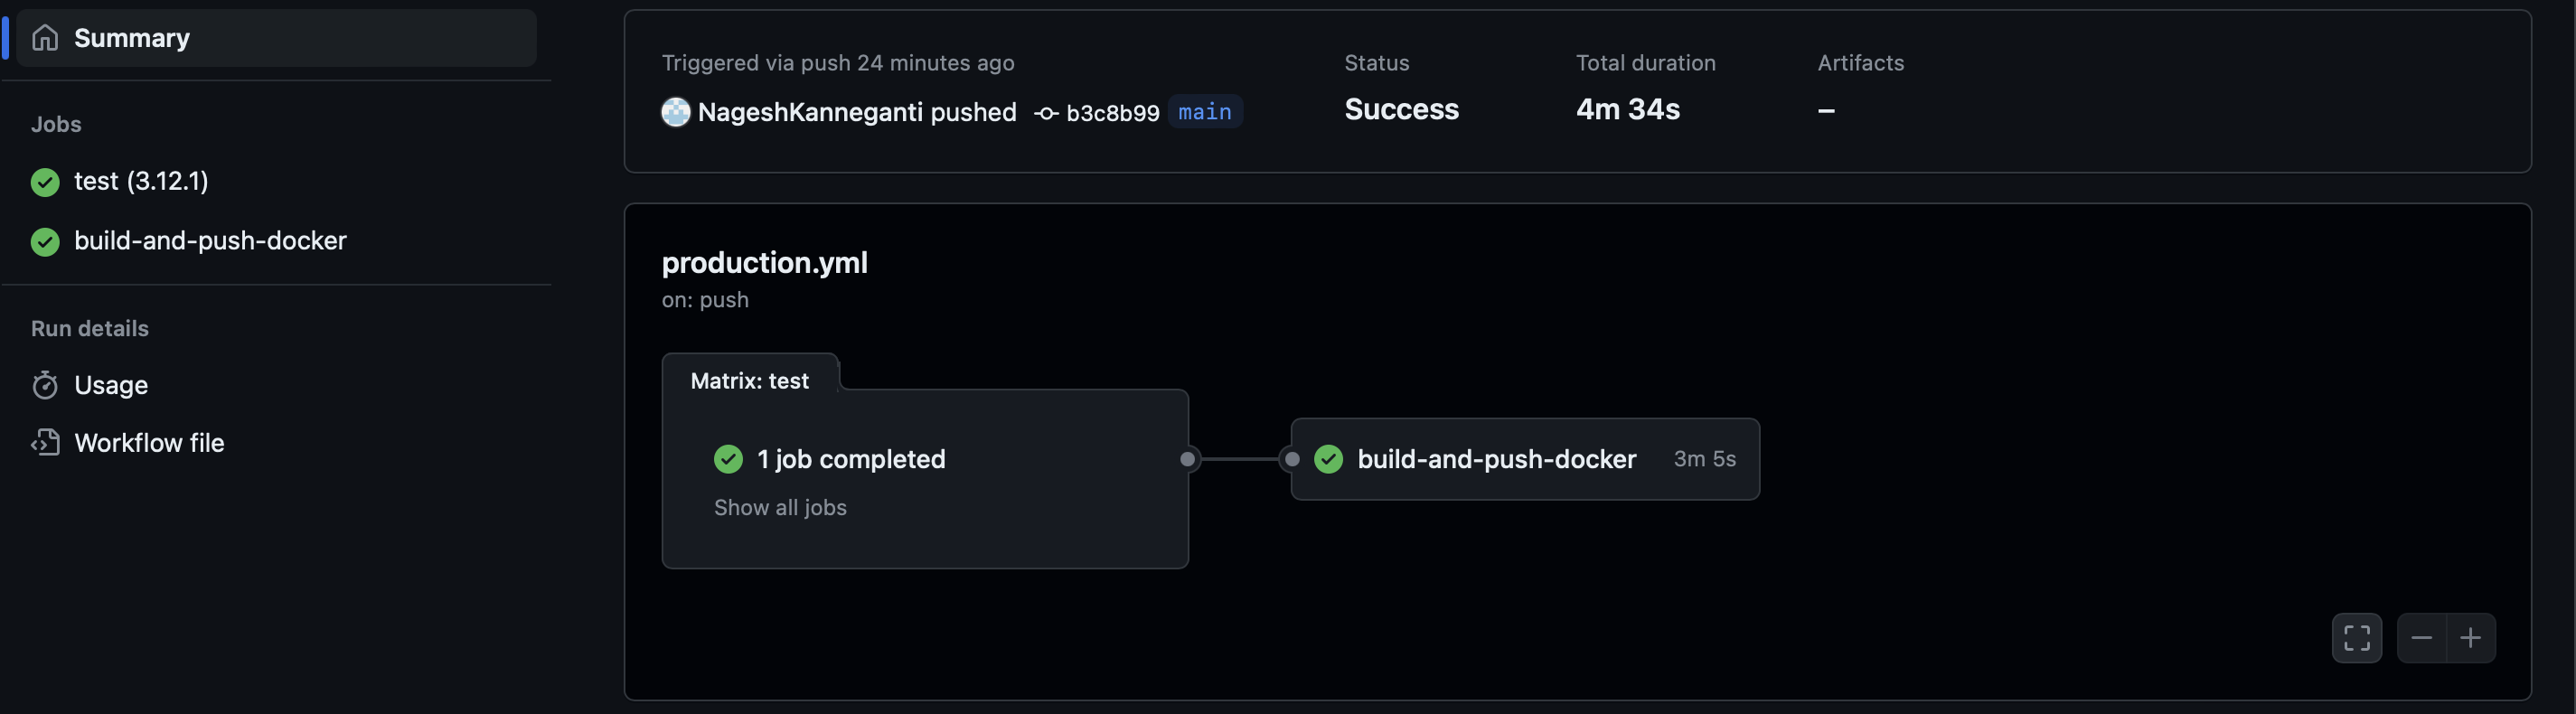 Summary
Jobs
test (3.12.1)
build-and-push-docker
Run details
Usage
Workflow file
Triggered via push 24 minutes ago
NageshKanneganti pushed b3c8b99 main
Status
Success
Total duration
4m 34s
Artifacts
–
production.yml
on: push
Matrix: test
1 job completed
Show all jobs
build-and-push-docker 3m 5s